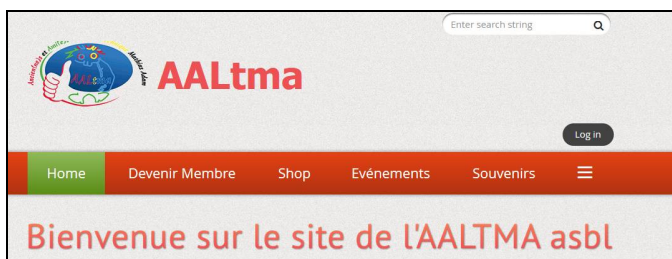 Enter search string
AALtma
Log in
Home Devenir Membre Shop Evénements Souvenirs
Bienvenue sur le site de l'AALTMA asbl